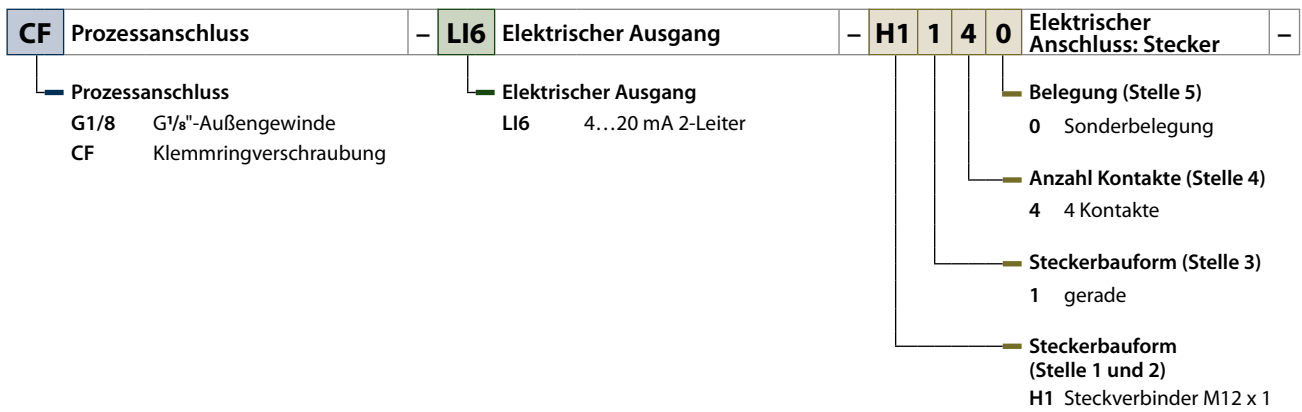 CF Prozessanschluss – LI6 Elektrischer Ausgang – H1 1 4 0 Elektrischer Anschluss: Stecker –
Prozessanschluss
G1/8 G1/8"-Außengewinde
CF Klemmringverschraubung
Elektrischer Ausgang
LI6 4…20 mA 2-Leiter
Belegung (Stelle 5)
0 Sonderbelegung
Anzahl Kontakte (Stelle 4)
4 4 Kontakte
Steckerbauform (Stelle 3)
1 gerade
Steckerbauform
(Stelle 1 und 2)
H1 Steckverbinder M12 x 1